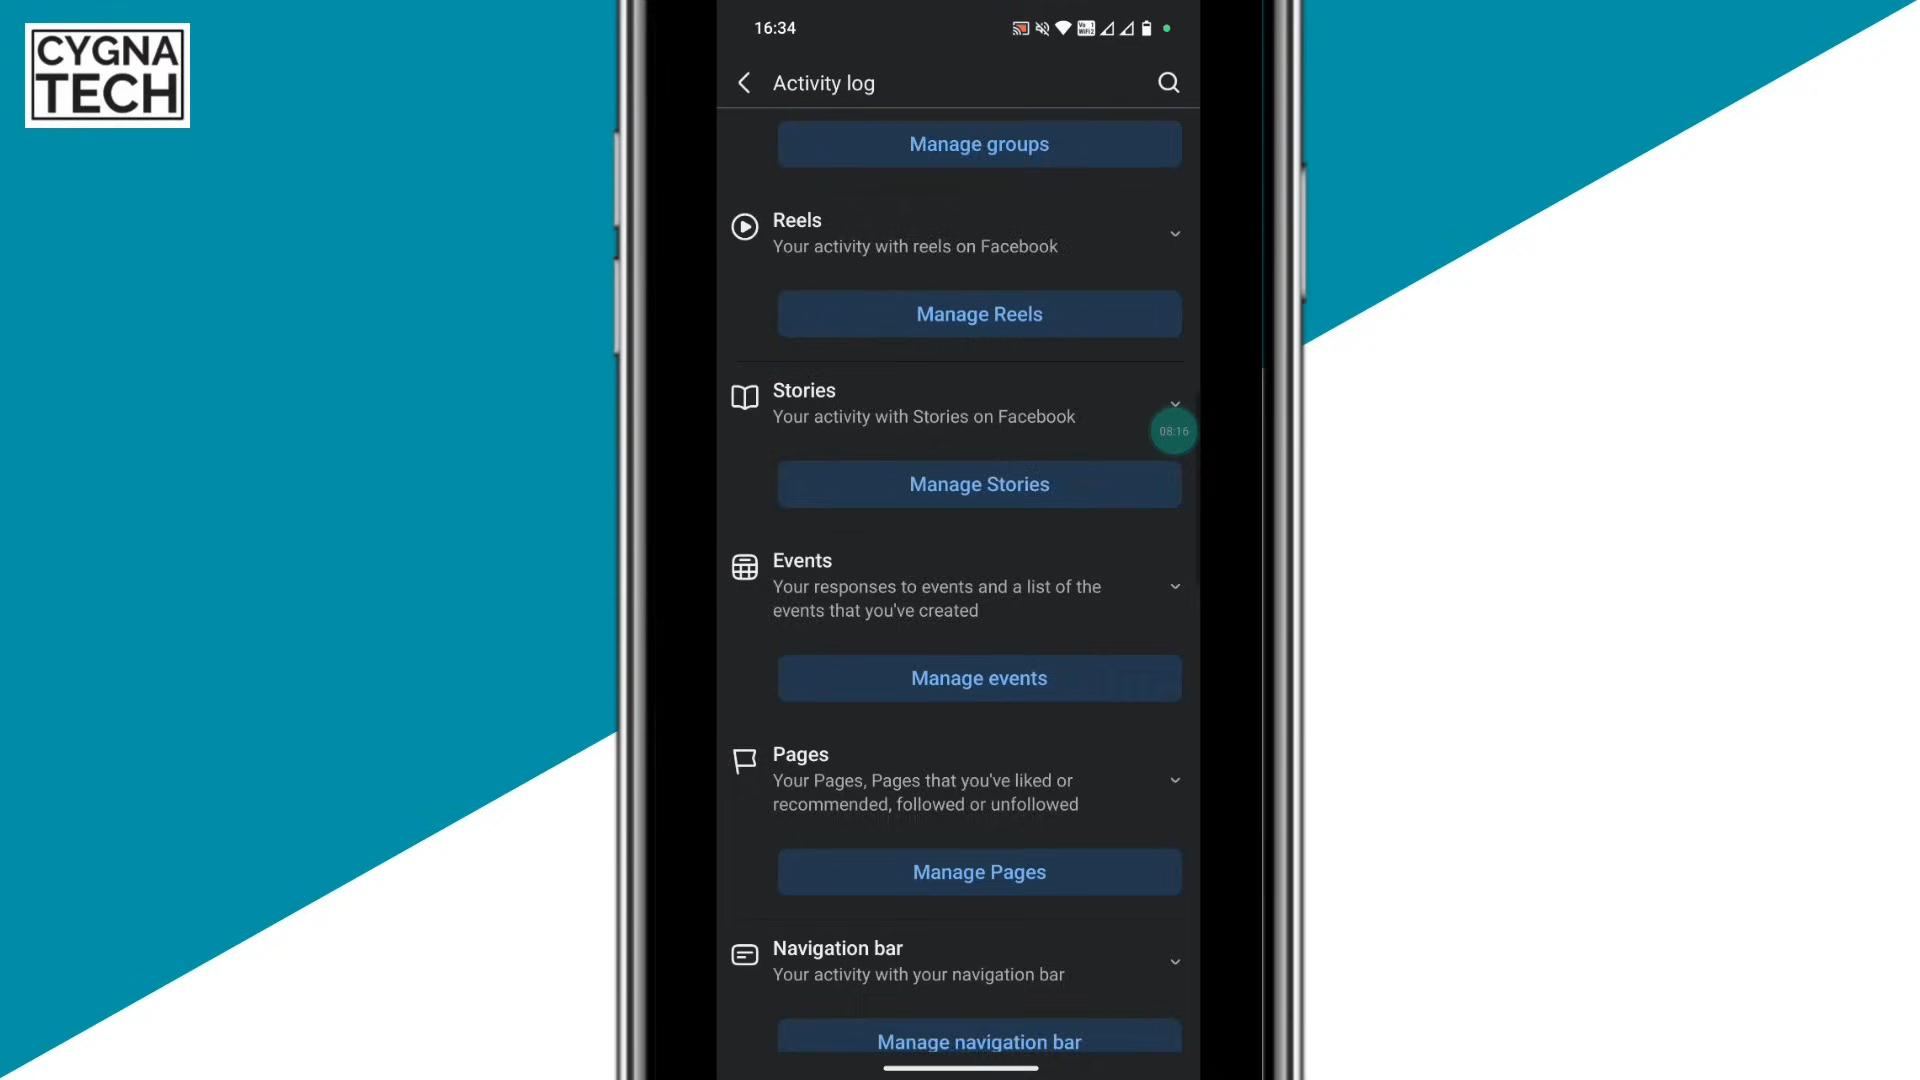 CYGNA
TECH
16:34
Activity log
Manage groups
Reels
Your activity with reels on Facebook
Manage Reels
Stories
Your activity with Stories on Facebook
08:16
Manage Stories
Events
Your responses to events and a list of the
events that you've created
Manage events
Pages
Your Pages, Pages that you've liked or
recommended, followed or unfollowed
Manage Pages
Navigation bar
Your activity with your navigation bar
Manage navigation bar